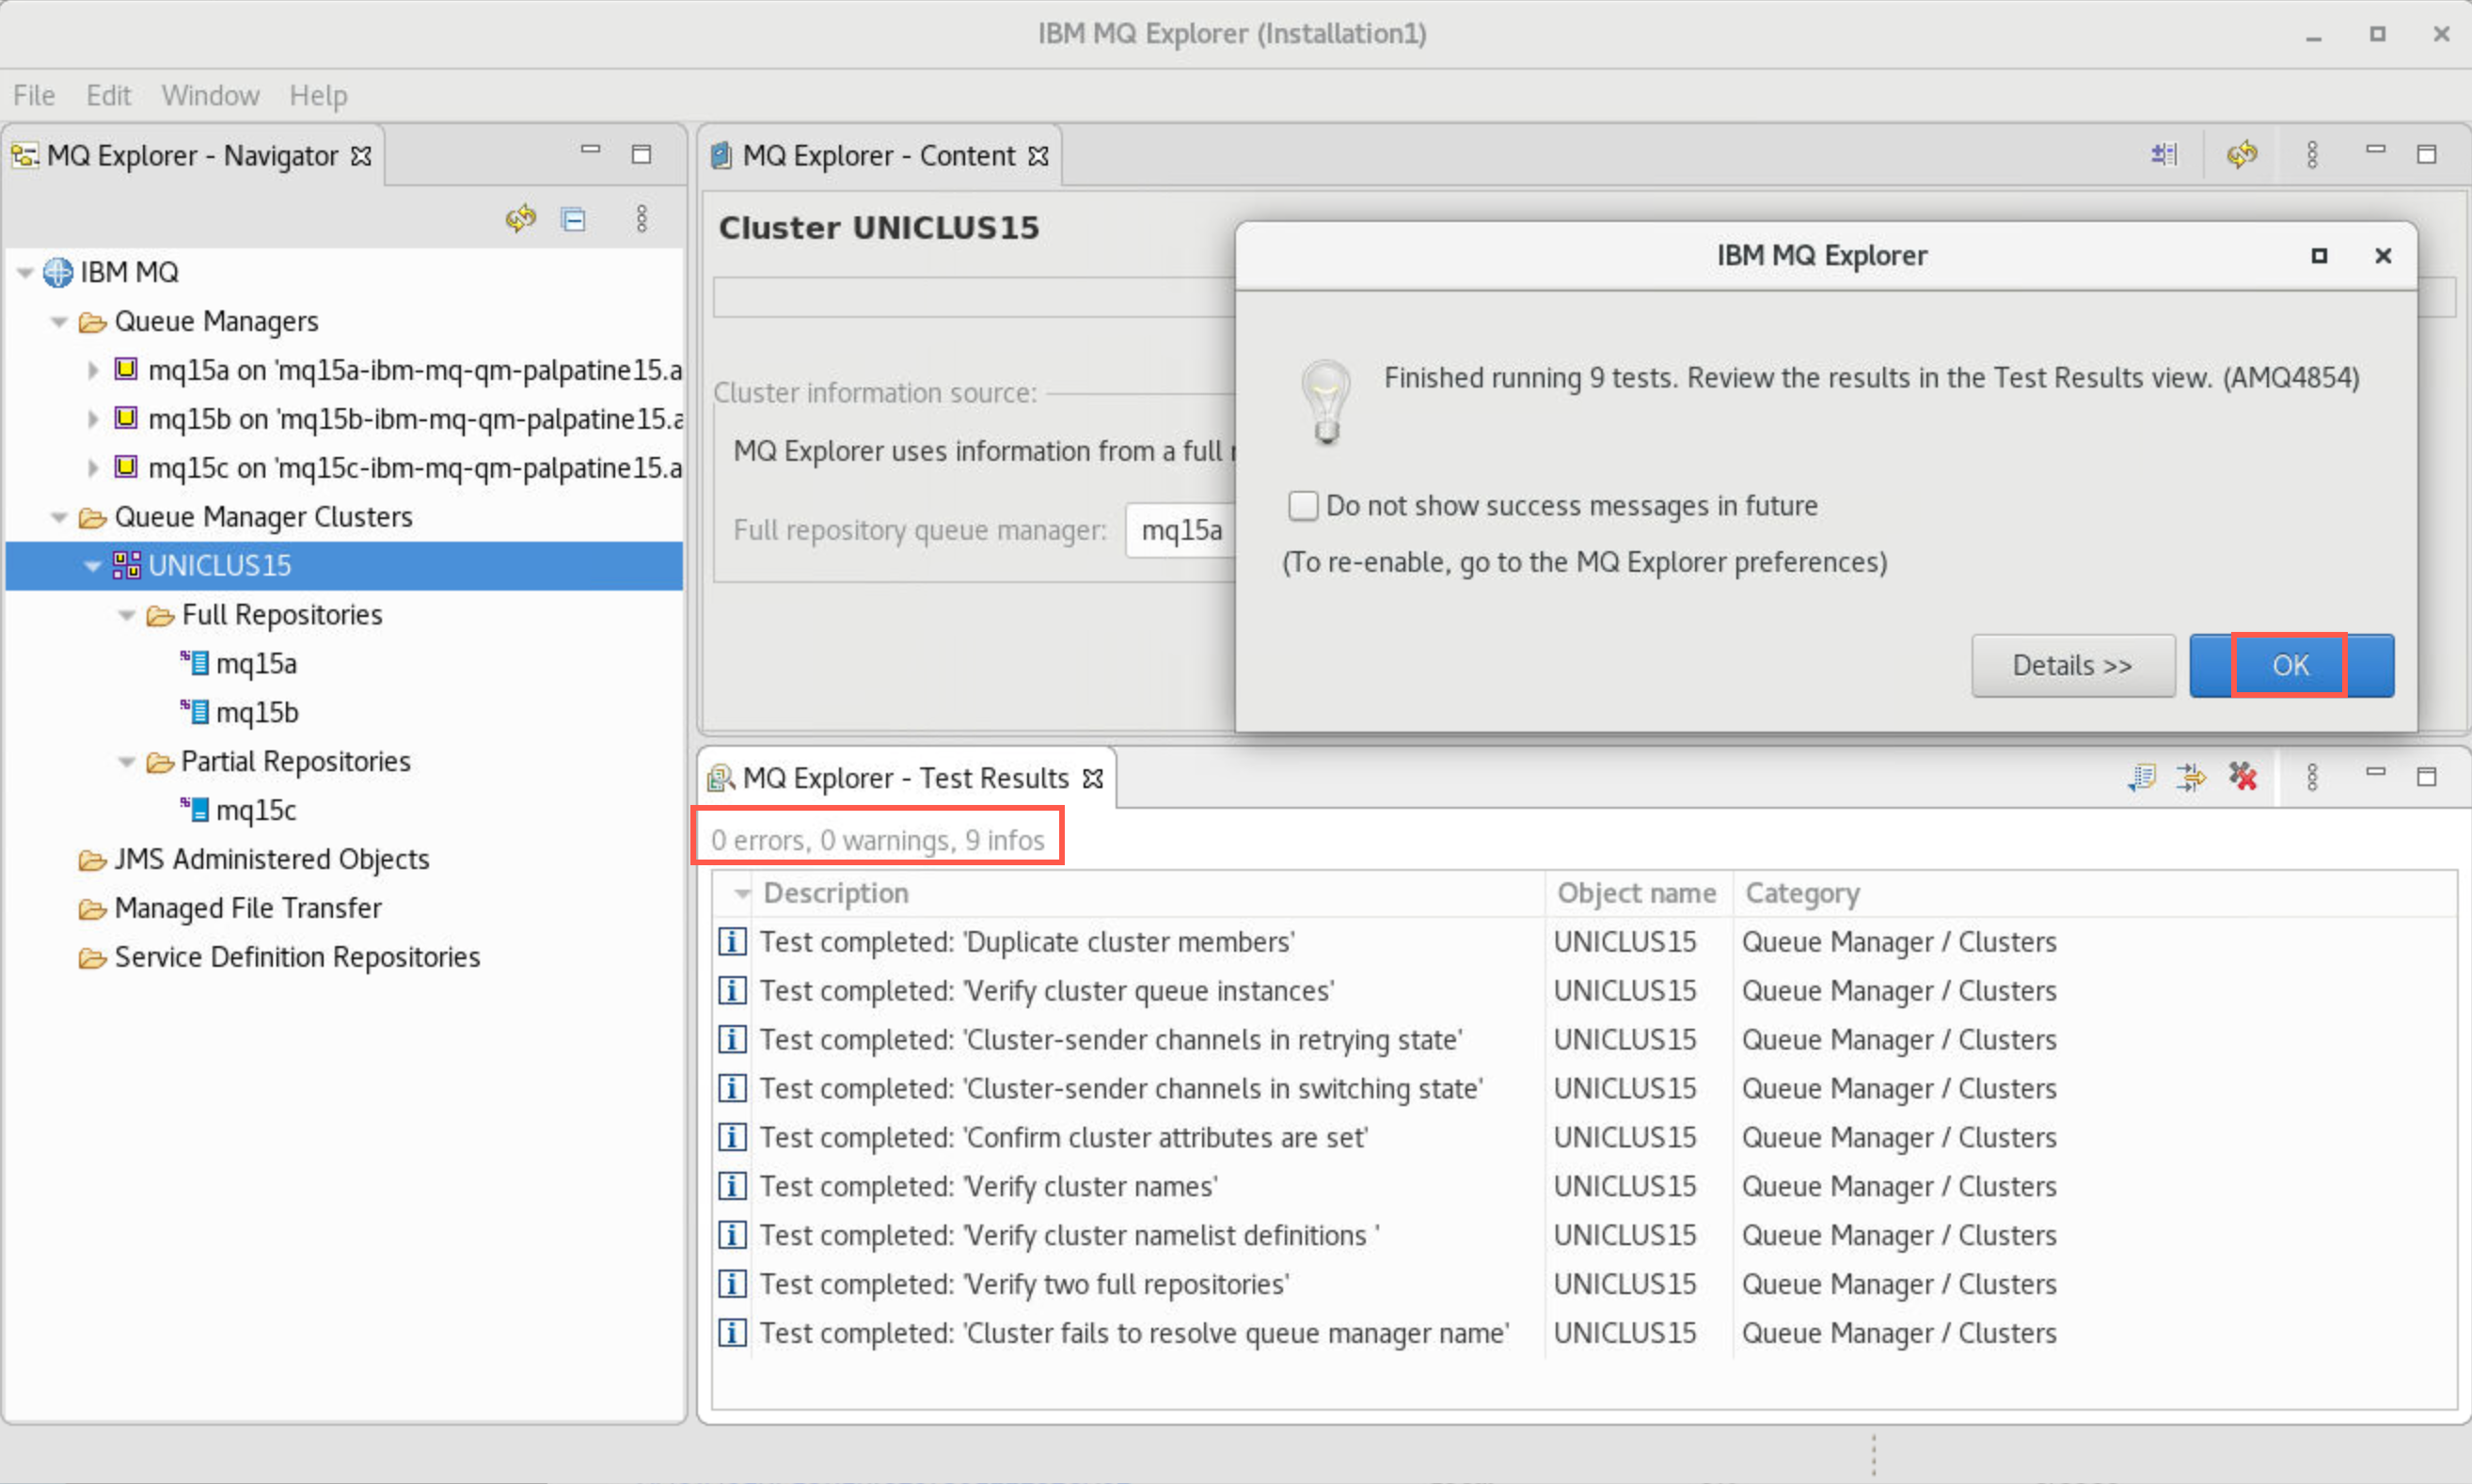 IBM MQ Explorer (Installation1)
File Edit Window Help
MQ Explorer - Navigator
IBM MQ
Queue Managers
mq15a on 'mq15a-ibm-mq-qm-palpatine15.a
mq15b on 'mq15b-ibm-mq-qm-palpatine15.a
mq15c on 'mq15c-ibm-mq-qm-palpatine15.a
Queue Manager Clusters
UNICLUS15
Full Repositories
mq15a
mq15b
Partial Repositories
mq15c
JMS Administered Objects
Managed File Transfer
Service Definition Repositories
MQ Explorer - Content
Cluster UNICLUS15
Cluster information source:
MQ Explorer uses information from a full
Full repository queue manager: mq15a
IBM MQ Explorer
Finished running 9 tests. Review the results in the Test Results view. (AMQ4854)
Do not show success messages in future
(To re-enable, go to the MQ Explorer preferences)
Details >> OK
MQ Explorer - Test Results
0 errors, 0 warnings, 9 infos
Description Object name Category
Test completed: 'Duplicate cluster members' UNICLUS15 Queue Manager / Clusters
Test completed: 'Verify cluster queue instances' UNICLUS15 Queue Manager / Clusters
Test completed: 'Cluster-sender channels in retrying state' UNICLUS15 Queue Manager / Clusters
Test completed: 'Cluster-sender channels in switching state' UNICLUS15 Queue Manager / Clusters
Test completed: 'Confirm cluster attributes are set' UNICLUS15 Queue Manager / Clusters
Test completed: 'Verify cluster names' UNICLUS15 Queue Manager / Clusters
Test completed: 'Verify cluster namelist definitions ' UNICLUS15 Queue Manager / Clusters
Test completed: 'Verify two full repositories' UNICLUS15 Queue Manager / Clusters
Test completed: 'Cluster fails to resolve queue manager name' UNICLUS15 Queue Manager / Clusters